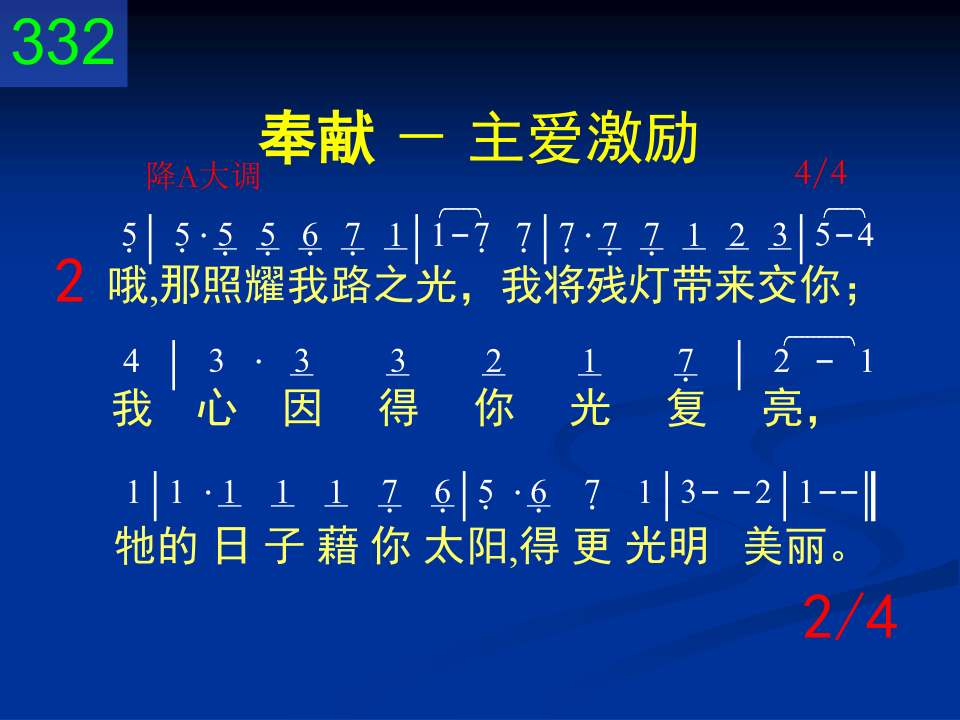 332
奉献 － 主爱激励
降A大调 4/4
5̣ | 5̣ · 5̣ 5̣ 6̣ 7̣ 1 | 1 - 7̣ 7̣ | 7̣ · 7̣ 7̣ 1 2 3 | 5 - 4
2 哦,那照耀我路之光，我将残灯带来交你；
4 | 3 · 3 3 2 1 7̣ | 2 - 1
我 心 因 得 你 光 复 亮，
1 | 1 · 1 1 1 7̣ 6̣ | 5̣ · 6̣ 7̣ 1 | 3 - - 2 | 1 - - ‖
牠的 日 子 藉 你 太阳,得 更 光明 美丽。
2/4